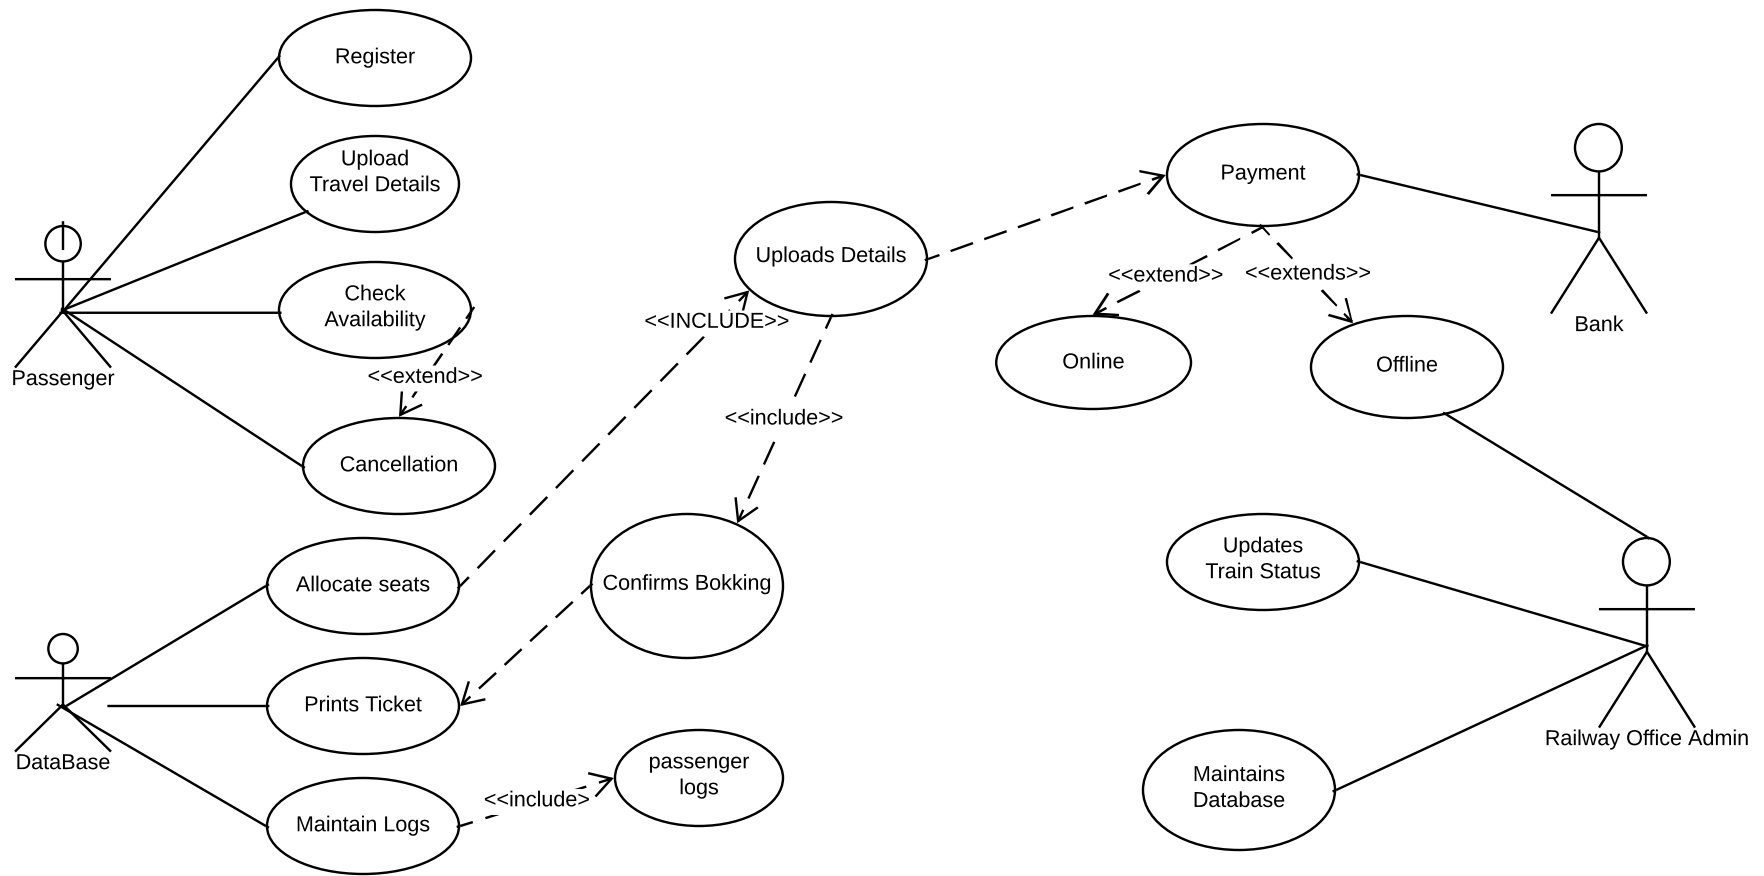 Register
Upload
Travel Details
Check
Availability
Passenger
<<extend>>
Cancellation
Uploads Details
<<INCLUDE>>
<<include>>
Payment
<<extend>>
<<extends>>
Online
Offline
Bank
Allocate seats
Confirms Bokking
Prints Ticket
DataBase
Maintain Logs
<<include>
passenger
logs
Updates
Train Status
Railway Office Admin
Maintains
Database